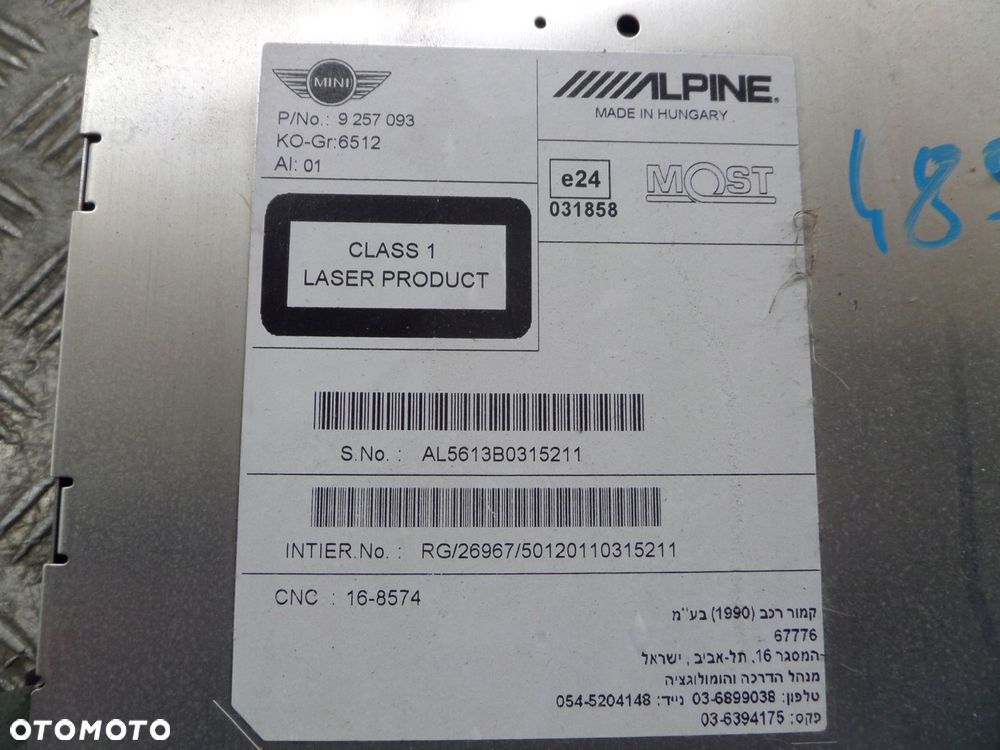 MINI
P/No.: 9 257 093
KO-Gr:6512
AI: 01
ALPINE®
MADE IN HUNGARY
e24
031858
MOST
CLASS 1
LASER PRODUCT
S.No. : AL5613B0315211
INTIER.No. : RG/26967/50120110315211
CNC : 16-8574
קמור רכב (1990) בע''מ
67776
המסגר 16, תל-אביב, ישראל
מנהל הדרכה והומולוגציה
טלפון: 03-6899038 נייד: 054-5204148
פקס: 03-6394175
OTOMOTO